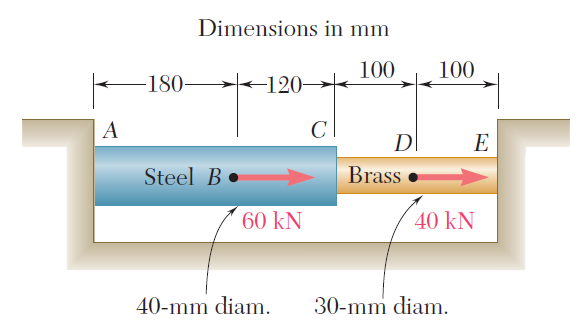 Dimensions in mm
180 120 100 100
A C D E
Steel B Brass
60 kN 40 kN
40-mm diam. 30-mm diam.